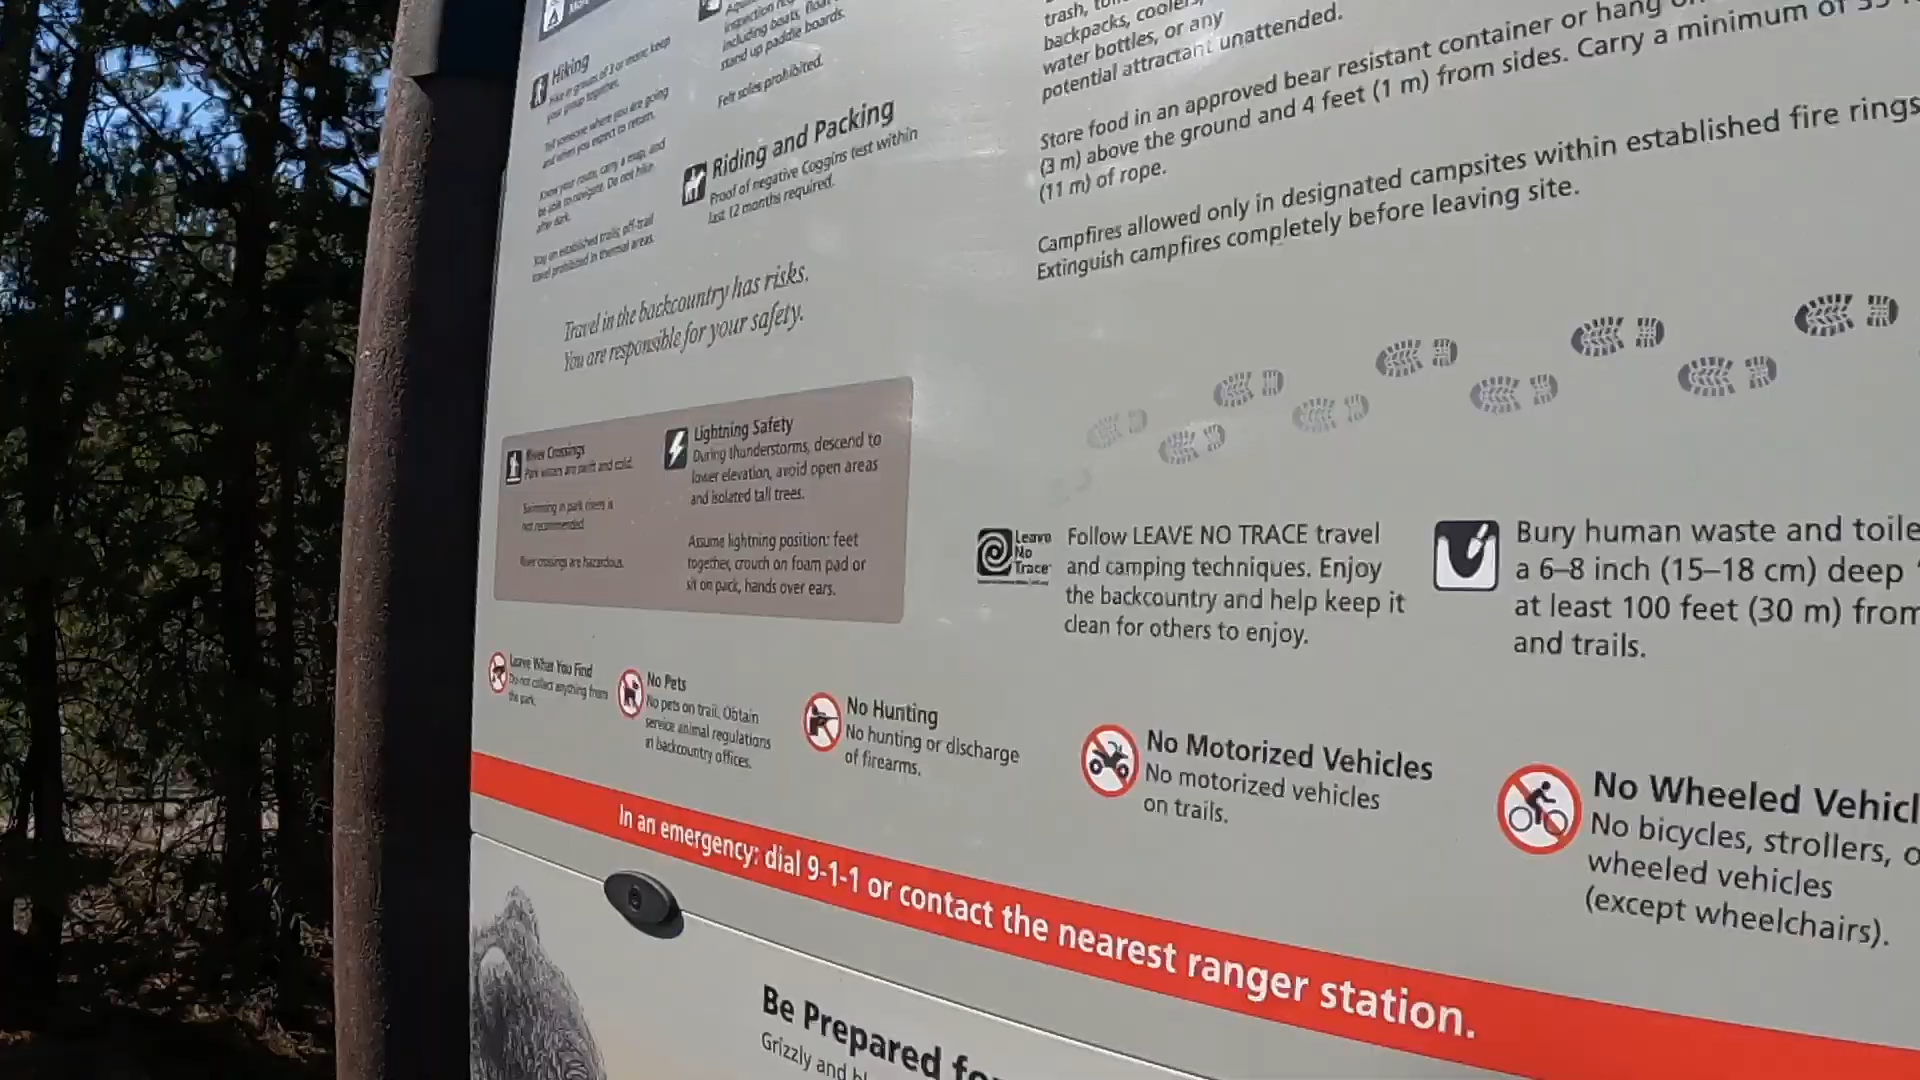 Hiking
Hike in groups of 3 or more; keep
your group together.
Tell someone where you are going
and when you expect to return.
Know your route, carry a map, and
be able to navigate. Do not hike
after dark.
Stay on established trails; off-trail
travel prohibited in thermal areas.
including boats, float
stand up paddle boards.
Felt soles prohibited.
Riding and Packing
Proof of negative Coggins test within
last 12 months required.
Travel in the backcountry has risks.
You are responsible for your safety.
trash,
backpacks, coolers,
water bottles, or any
potential attractant unattended.
Store food in an approved bear resistant container or hang
(3 m) above the ground and 4 feet (1 m) from sides. Carry a minimum of 35
(11 m) of rope.
Campfires allowed only in designated campsites within established fire rings
Extinguish campfires completely before leaving site.
River Crossings
Park waters are swift and cold.
Swimming in park rivers is
not recommended.
River crossings are hazardous.
Lightning Safety
During thunderstorms, descend to
lower elevation, avoid open areas
and isolated tall trees.
Assume lightning position: feet
together, crouch on foam pad or
sit on pack, hands over ears.
Leave
No
Trace
Follow LEAVE NO TRACE travel
and camping techniques. Enjoy
the backcountry and help keep it
clean for others to enjoy.
Bury human waste and toile
a 6–8 inch (15–18 cm) deep
at least 100 feet (30 m) from
and trails.
Leave What You Find
Do not collect anything from
the park.
No Pets
No pets on trail. Obtain
service animal regulations
at backcountry offices.
No Hunting
No hunting or discharge
of firearms.
No Motorized Vehicles
No motorized vehicles
on trails.
No Wheeled Vehicl
No bicycles, strollers, o
wheeled vehicles
(except wheelchairs).
In an emergency: dial 9-1-1 or contact the nearest ranger station.
Be Prepared fo
Grizzly and bl